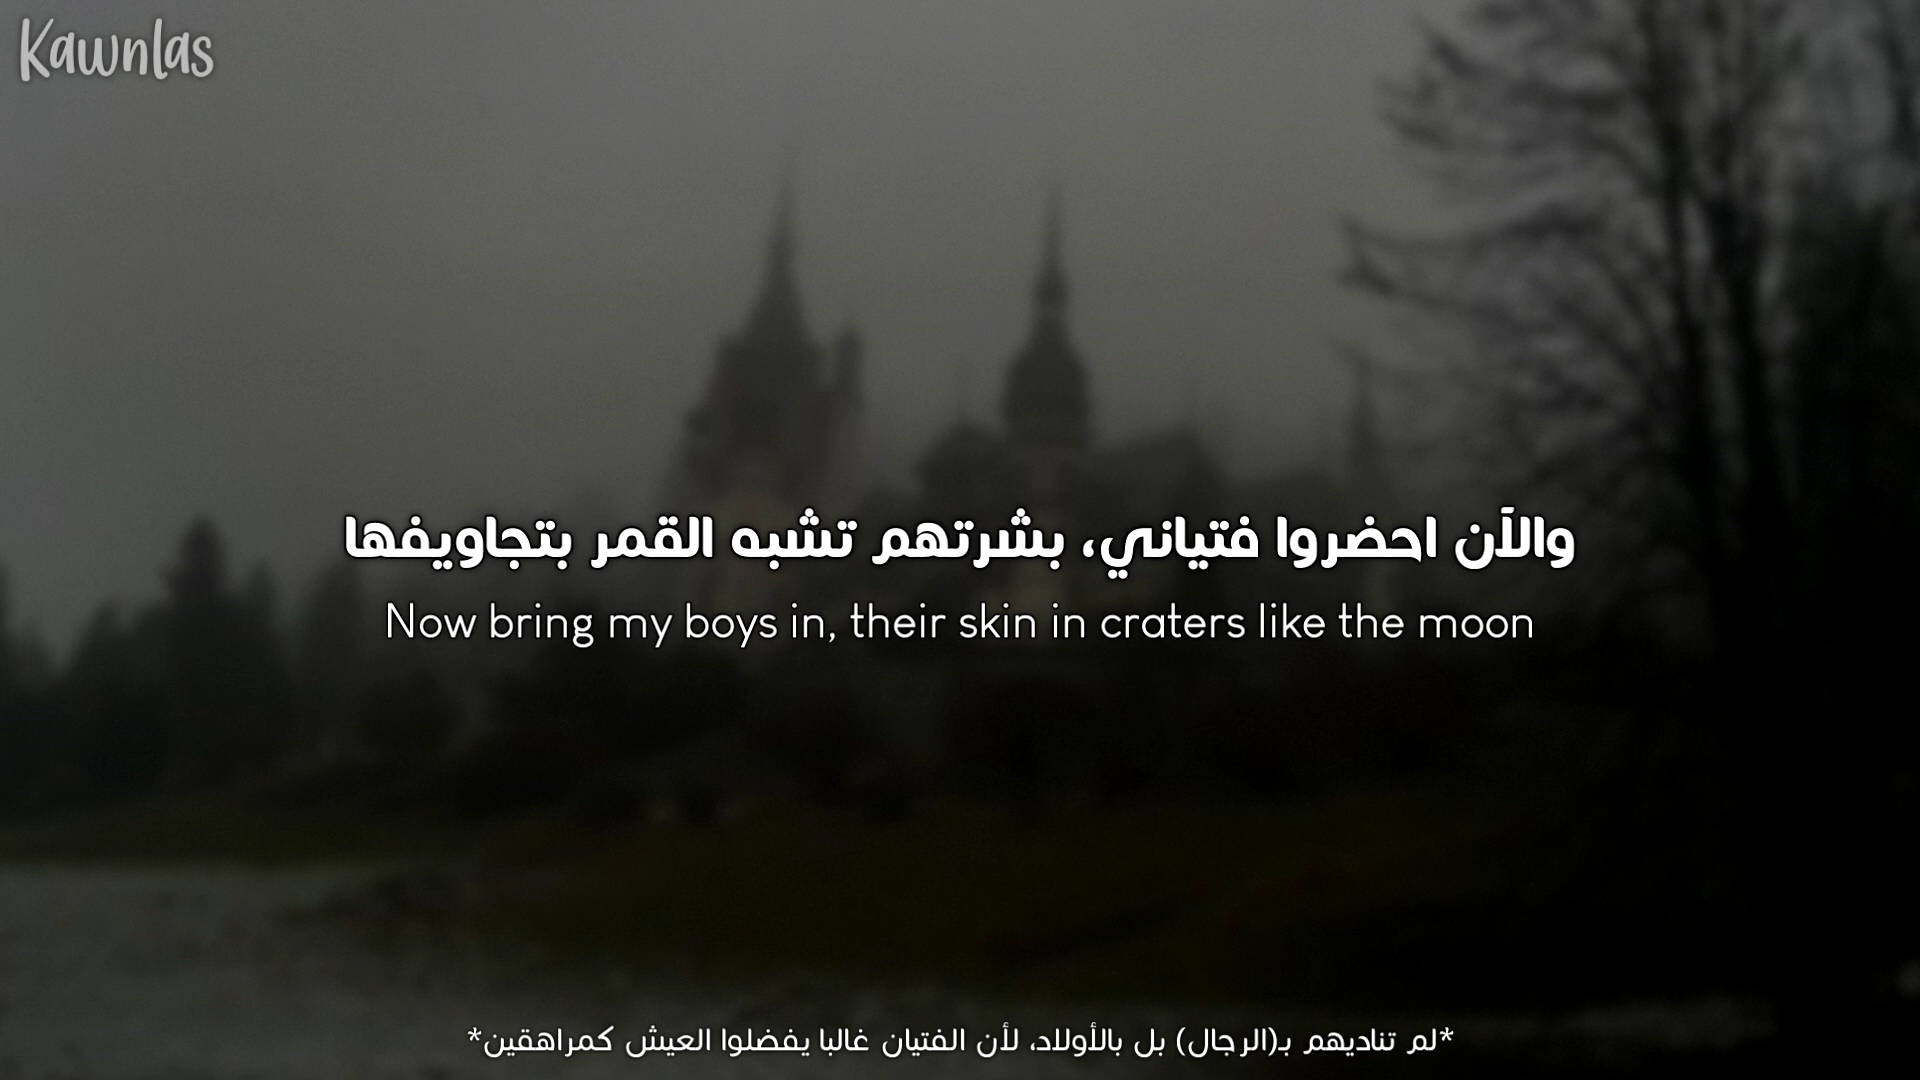 Kawnlas
والآن احضروا فتياني، بشرتهم تشبه القمر بتجاويفها
Now bring my boys in, their skin in craters like the moon
*لم تناديهم بـ(الرجال) بل بالأولاد، لأن الفتيان غالبا يفضلوا العيش كمراهقين*